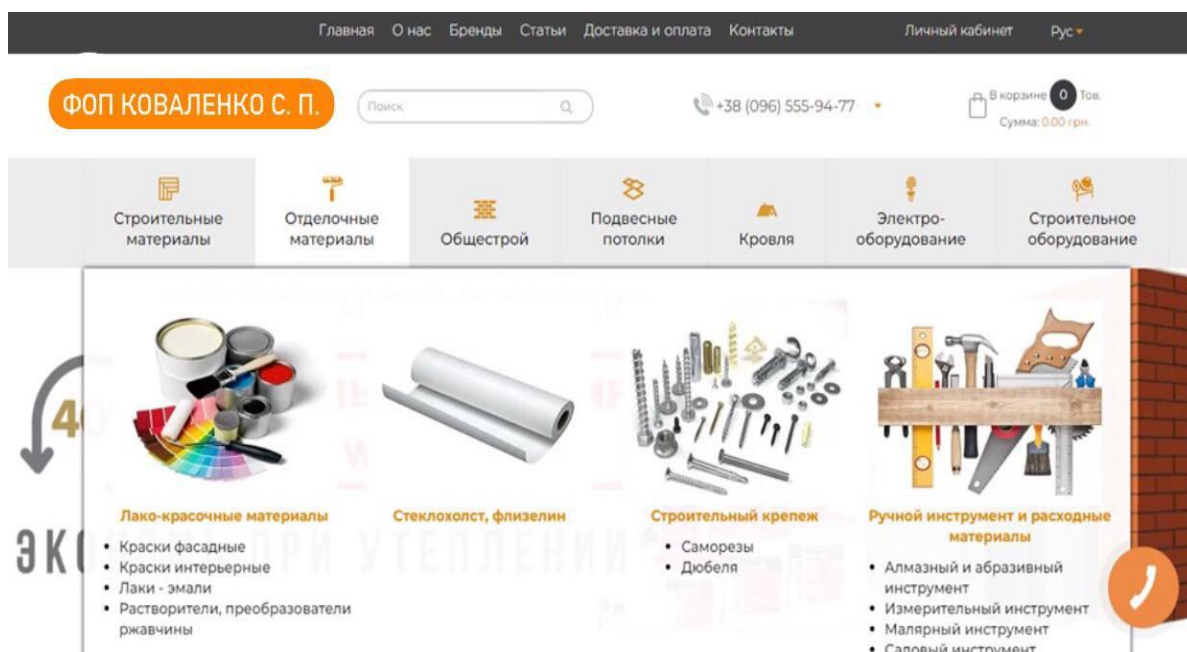 Главная О нас Бренды Статьи Доставка и оплата Контакты Личный кабинет Рус
ФОП КОВАЛЕНКО С. П.
Поиск
+38 (096) 555-94-77
В корзине 0 Тов.
Сумма: 0.00 грн.
Строительные
материалы
Отделочные
материалы
Общестрой
Подвесные
потолки
Кровля
Электро-
оборудование
Строительное
оборудование
Лако-красочные материалы
Краски фасадные
Краски интерьерные
Лаки - эмали
Растворители, преобразователи
ржавчины
Стеклохолст, флизелин
Строительный крепеж
Саморезы
Дюбеля
Ручной инструмент и расходные
материалы
Алмазный и абразивный
инструмент
Измерительный инструмент
Малярный инструмент
Садовый инструмент
ПРИ УТЕПЛЕНИИ